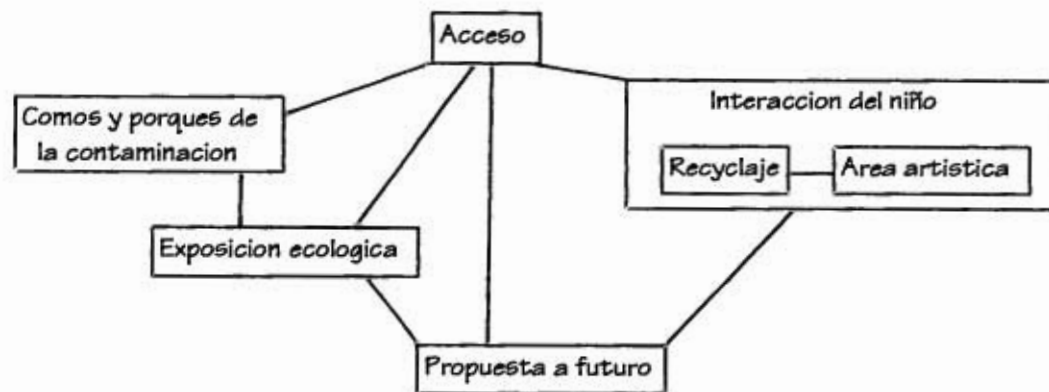 Acceso
Comos y porques de
la contaminacion
Interaccion del niño
Recyclaje
Area artistica
Exposicion ecologica
Propuesta a futuro